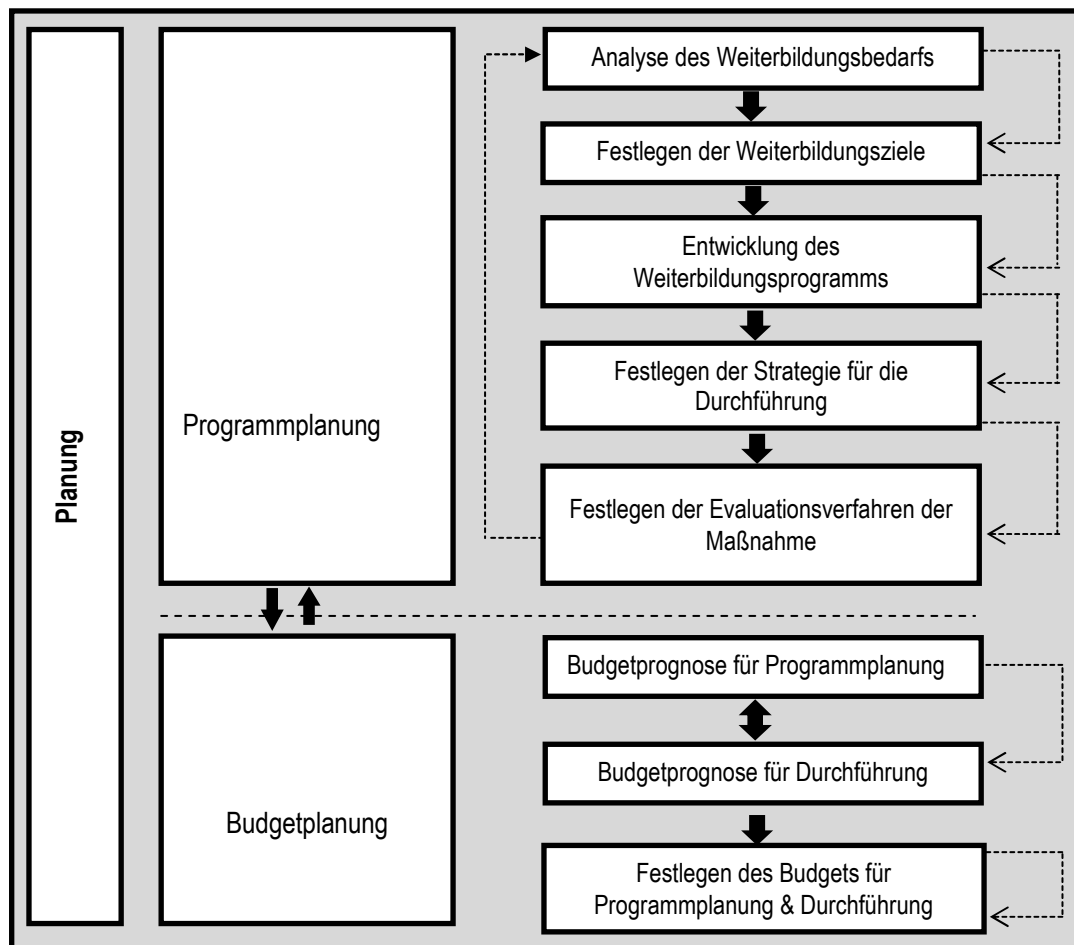 Planung
Programmplanung
Analyse des Weiterbildungsbedarfs
Festlegen der Weiterbildungsziele
Entwicklung des
Weiterbildungsprogramms
Festlegen der Strategie für die
Durchführung
Festlegen der Evaluationsverfahren der
Maßnahme
Budgetplanung
Budgetprognose für Programmplanung
Budgetprognose für Durchführung
Festlegen des Budgets für
Programmplanung & Durchführung